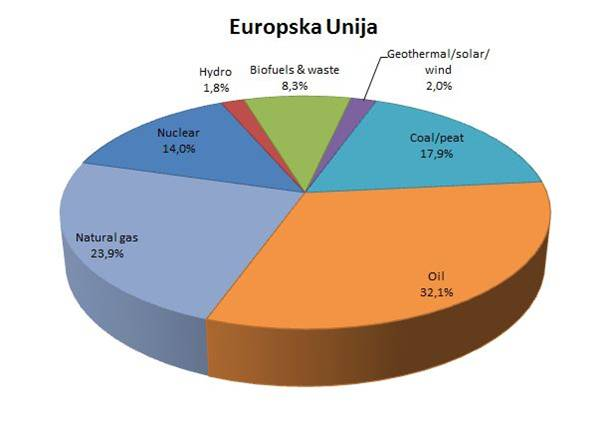 Europska Unija
Geothermal/solar/
wind
2,0%
Hydro
1,8%
Biofuels & waste
8,3%
Nuclear
14,0%
Coal/peat
17,9%
Natural gas
23,9%
Oil
32,1%